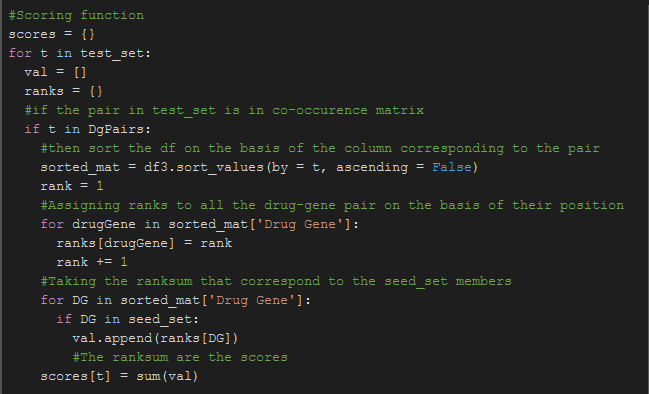 #Scoring function
scores = {}
for t in test_set:
  val = []
  ranks = {}
  #if the pair in test_set is in co-occurence matrix
  if t in DgPairs:
    #then sort the df on the basis of the column corresponding to the pair
    sorted_mat = df3.sort_values(by = t, ascending = False)
    rank = 1
    #Assigning ranks to all the drug-gene pair on the basis of their position
    for drugGene in sorted_mat['Drug Gene']:
      ranks[drugGene] = rank
      rank += 1
    #Taking the ranksum that correspond to the seed_set members
    for DG in sorted_mat['Drug Gene']:
      if DG in seed_set:
        val.append(ranks[DG])
        #The ranksum are the scores
    scores[t] = sum(val)